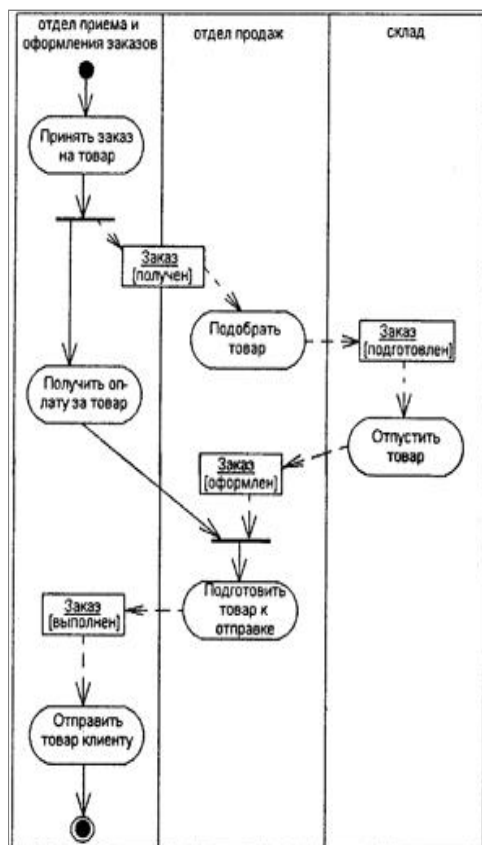 отдел приема и
оформления заказов
отдел продаж
склад
Принять заказ
на товар
Заказ
[получен]
Подобрать
товар
Заказ
[подготовлен]
Получить оп-
лату за товар
Отпустить
товар
Заказ
[оформлен]
Подготовить
товар к
отправке
Заказ
[выполнен]
Отправить
товар клиенту